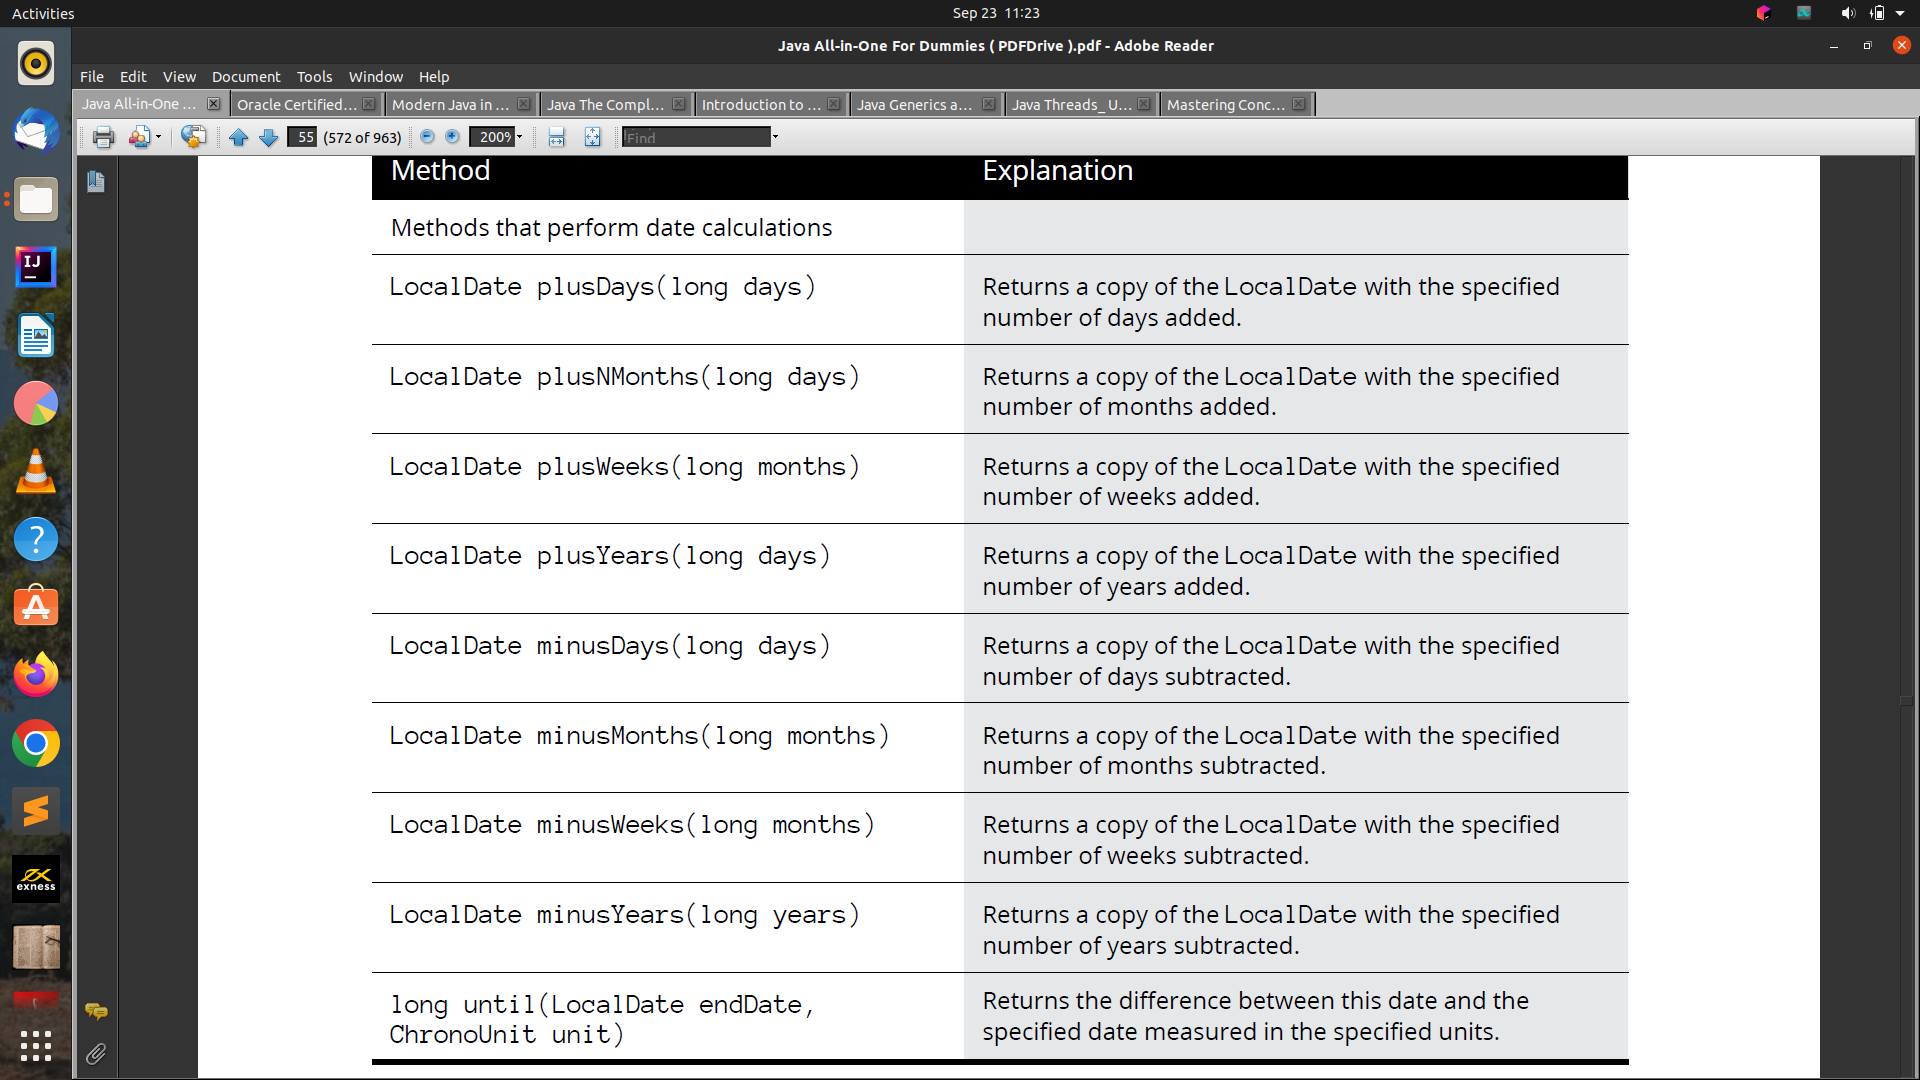 Activities
Sep 23 11:23
Java All-in-One For Dummies ( PDFDrive ).pdf - Adobe Reader
File Edit View Document Tools Window Help
Java All-in-One ... Oracle Certified... Modern Java in ... Java The Compl... Introduction to ... Java Generics a... Java Threads_ U... Mastering Conc...
55 (572 of 963) 200% Find
Method Explanation
Methods that perform date calculations
LocalDate plusDays(long days) Returns a copy of the LocalDate with the specified
number of days added.
LocalDate plusNMonths(long days) Returns a copy of the LocalDate with the specified
number of months added.
LocalDate plusWeeks(long months) Returns a copy of the LocalDate with the specified
number of weeks added.
LocalDate plusYears(long days) Returns a copy of the LocalDate with the specified
number of years added.
LocalDate minusDays(long days) Returns a copy of the LocalDate with the specified
number of days subtracted.
LocalDate minusMonths(long months) Returns a copy of the LocalDate with the specified
number of months subtracted.
LocalDate minusWeeks(long months) Returns a copy of the LocalDate with the specified
number of weeks subtracted.
LocalDate minusYears(long years) Returns a copy of the LocalDate with the specified
number of years subtracted.
long until(LocalDate endDate, Returns the difference between this date and the
ChronoUnit unit) specified date measured in the specified units.
IJ
exness